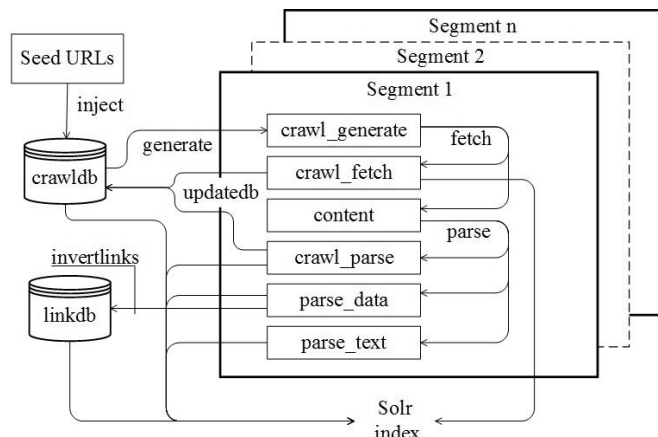 Segment n
Segment 2
Segment 1
Seed URLs
inject
generate
crawl_generate
fetch
crawldb
crawl_fetch
updatedb
content
parse
crawl_parse
invertlinks
linkdb
parse_data
parse_text
Solr
index